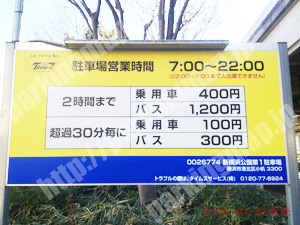 Times
駐車場営業時間 7:00～22:00
(22:00～7:00まで入出庫できません)
2時間まで
乗用車 400円
バス 1,200円
超過30分毎に
乗用車 100円
バス 300円
0026774 新横浜公園第1駐車場
横浜市港北区小机 3300
トラブルの際は、タイムズサービス(株) 0120-77-8924